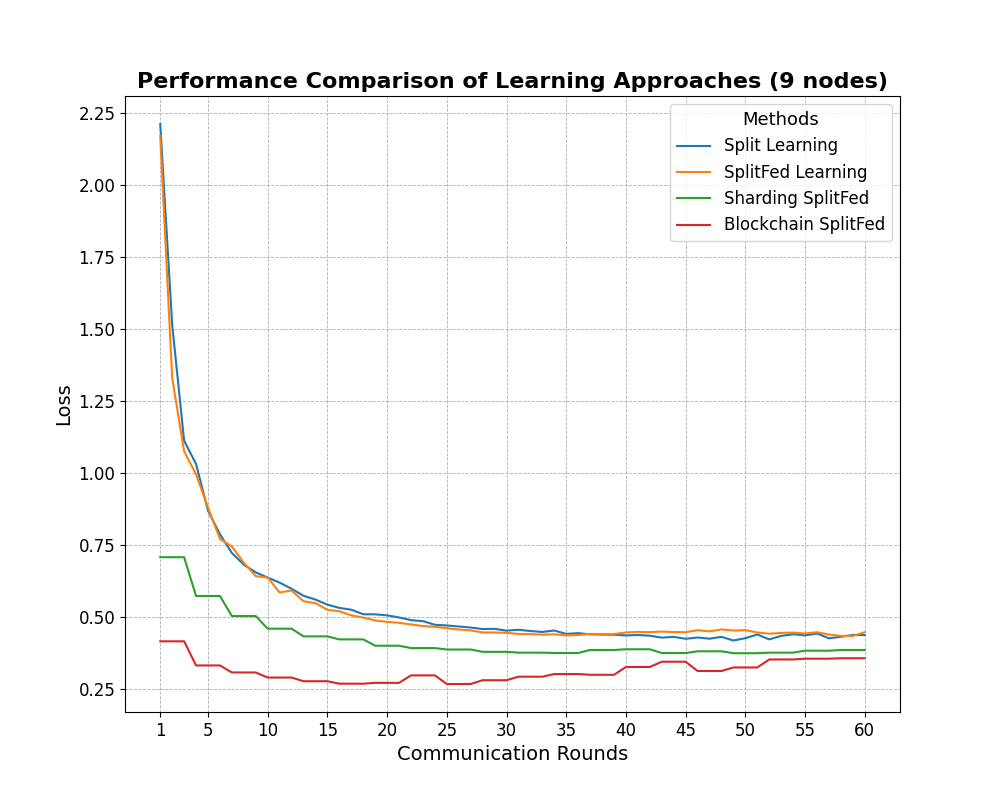 Performance Comparison of Learning Approaches (9 nodes)
Methods
Split Learning
SplitFed Learning
Sharding SplitFed
Blockchain SplitFed
Loss
2.25
2.00
1.75
1.50
1.25
1.00
0.75
0.50
0.25
1 5 10 15 20 25 30 35 40 45 50 55 60
Communication Rounds